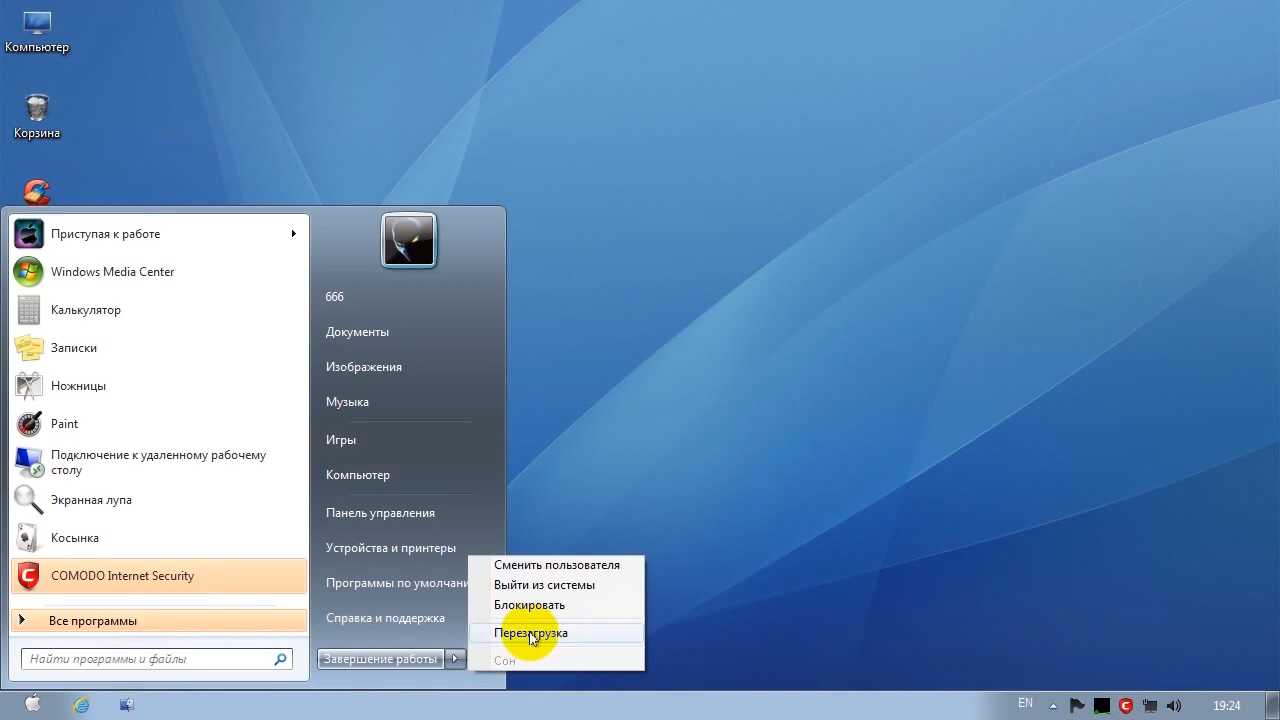 Компьютер
Корзина
Приступая к работе
Windows Media Center
Калькулятор
Записки
Ножницы
Paint
Подключение к удаленному рабочему
столу
Экранная лупа
Косынка
COMODO Internet Security
Все программы
Найти программы и файлы
666
Документы
Изображения
Музыка
Игры
Компьютер
Панель управления
Устройства и принтеры
Программы по умолчани
Справка и поддержка
Завершение работы
Сменить пользователя
Выйти из системы
Блокировать
Перезагрузка
Сон
EN
19:24